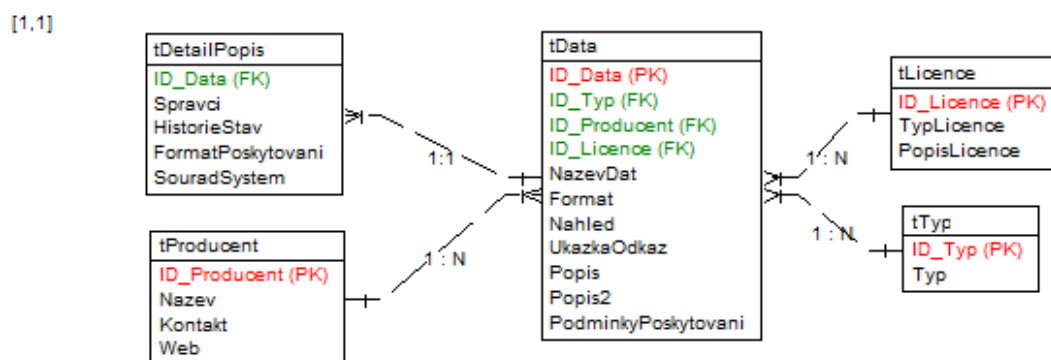 [1,1]
tDetailPopis
ID_Data (FK)
Spravci
HistorieStav
FormatPoskytovani
SouradSystem
1:1
tProducent
ID_Producent (PK)
Nazev
Kontakt
Web
1 : N
tData
ID_Data (PK)
ID_Typ (FK)
ID_Producent (FK)
ID_Licence (FK)
NazevDat
Format
Nahled
UkazkaOdkaz
Popis
Popis2
PodminkyPoskytovani
tLicence
ID_Licence (PK)
TypLicence
PopisLicence
1 : N
tTyp
ID_Typ (PK)
Typ
1 : N